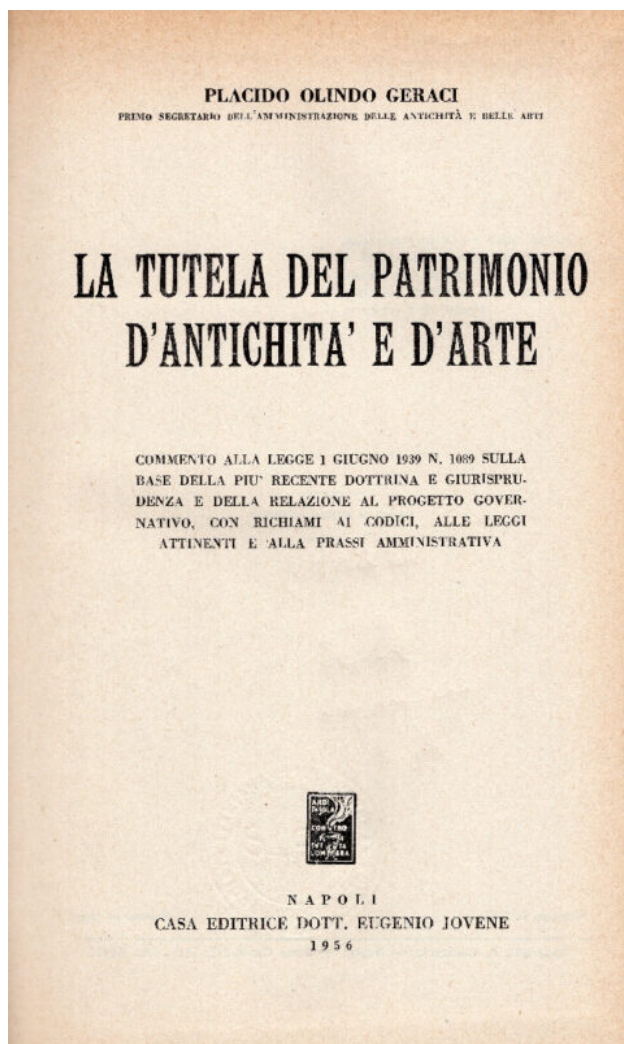 PLACIDO OLINDO GERACI
PRIMO SEGRETARIO DELL'AMMINISTRAZIONE DELLE ANTICHITÀ E DELLE ARTI
LA TUTELA DEL PATRIMONIO
D'ANTICHITA' E D'ARTE
COMMENTO ALLA LEGGE 1 GIUGNO 1939 N. 1089 SULLA
BASE DELLA PIU' RECENTE DOTTRINA E GIURISPRU-
DENZA E DELLA RELAZIONE AL PROGETTO GOVER-
NATIVO, CON RICHIAMI AI CODICI, ALLE LEGGI
ATTINENTI E ALLA PRASSI AMMINISTRATIVA
NAPOLI
CASA EDITRICE DOTT. EUGENIO JOVENE
1956